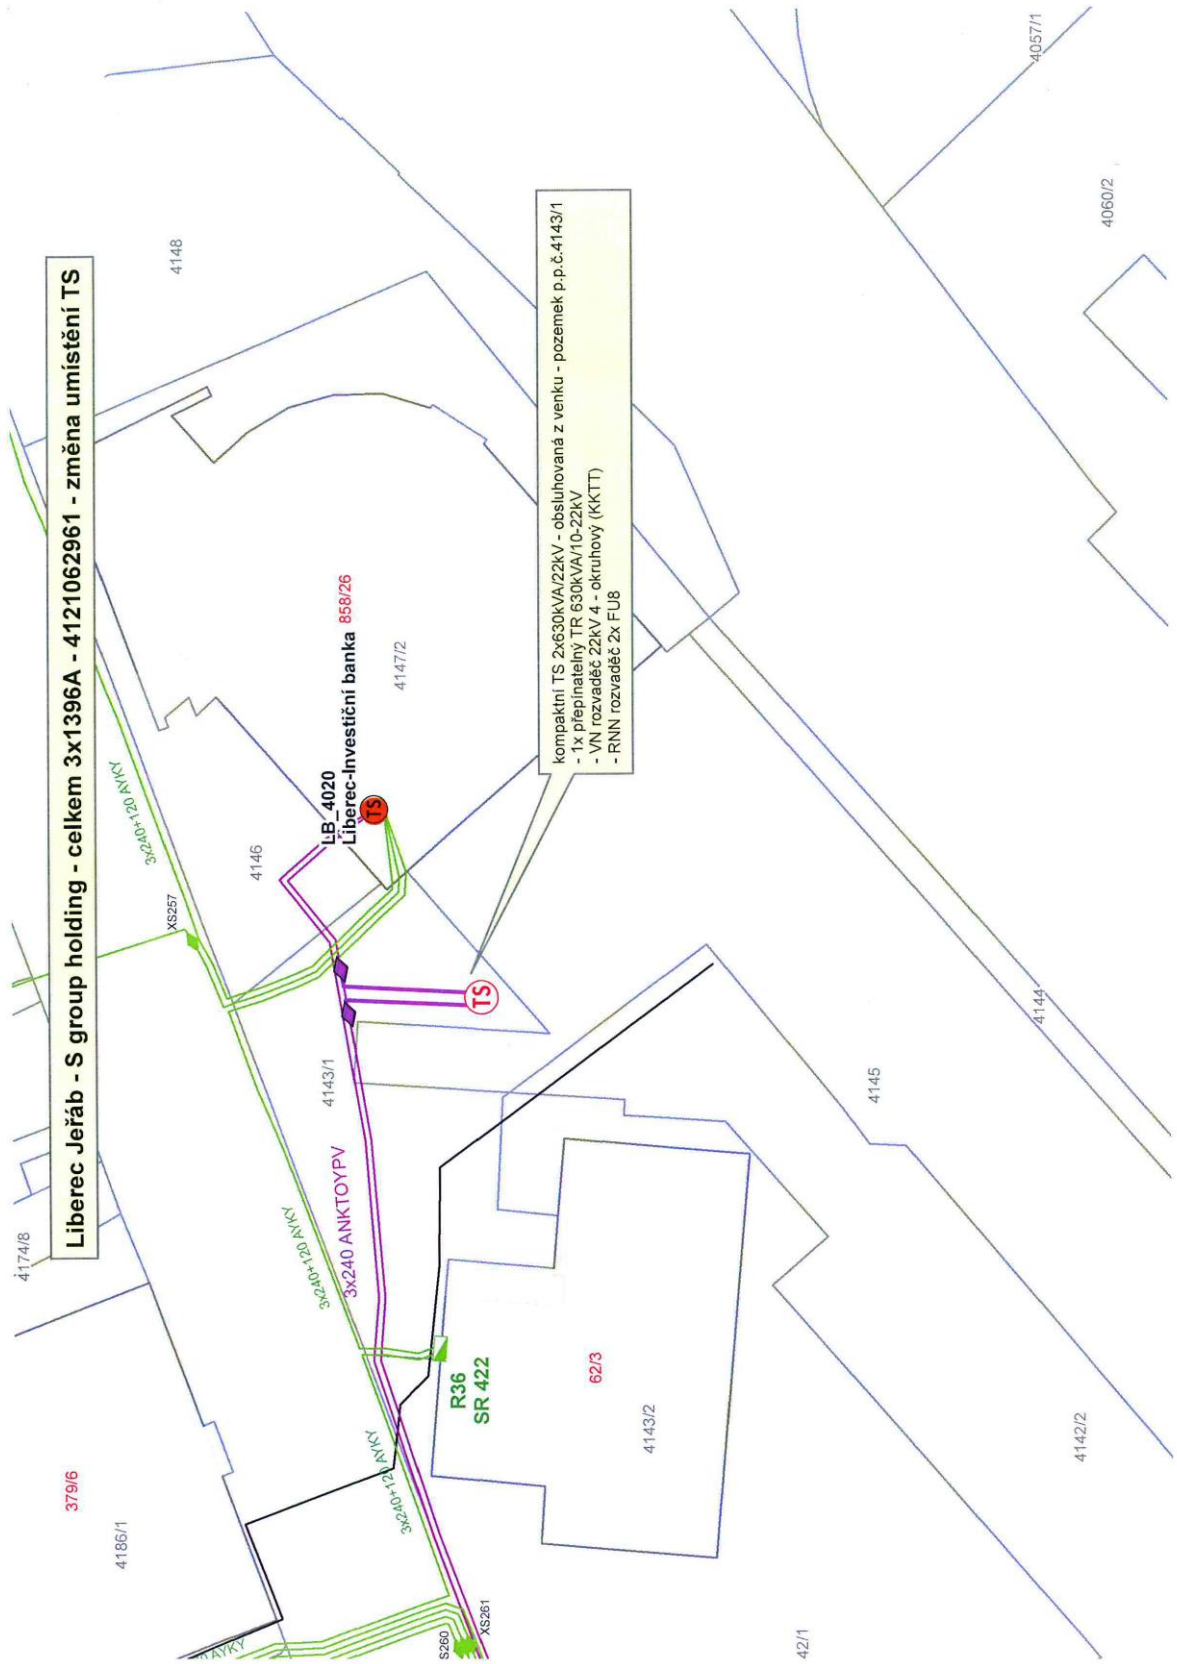 Liberec Jeřáb - S group holding - celkem 3x1396A - 4121062961 - změna umístění TS
4174/8
379/6
4186/1
AYKY
S260
XS261
3x240+120 AYKY
3x240+120 AYKY
3x240+120 AYKY
XS257
3x240 ANKTOYPV
R36
SR 422
62/3
4143/2
4143/1
4146
4148
LB_4020
Liberec-Investiční banka 858/26
TS
4147/2
TS
kompaktní TS 2x630kVA/22kV - obsluhovaná z venku - pozemek p.p.č.4143/1
- 1x přepínatelný TR 630kVA/10-22kV
- VN rozvaděč 22kV 4 - okruhový (KKTT)
- RNN rozvaděč 2x FU8
42/1
4142/2
4145
4144
4060/2
4057/1